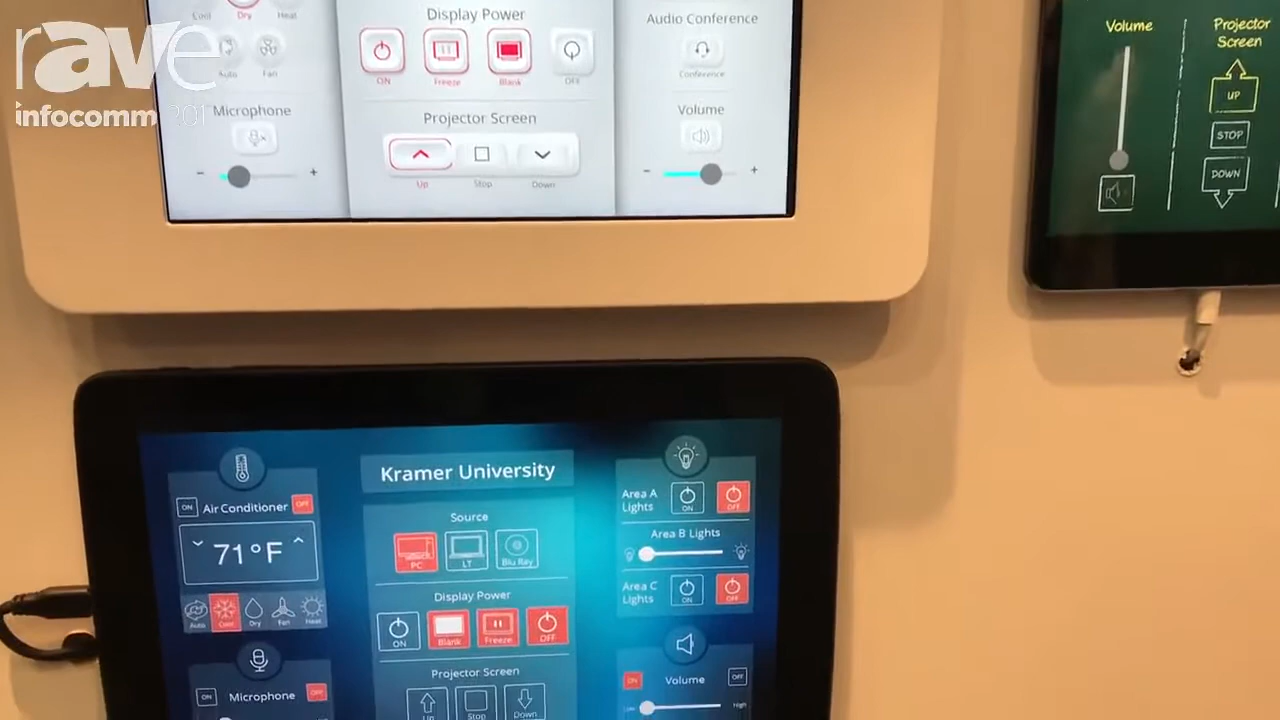 rave
infocomm 201
Cool Dry Heat
Auto Fan
Microphone
- +
Display Power
ON Freeze Blank OFF
Projector Screen
Up Stop Down
Audio Conference
Conference
Volume
- +
Volume
Projector
Screen
UP
STOP
DOWN
Kramer University
ON Air Conditioner OFF
71°F
Auto Cool Dry Fan Heat
ON Microphone OFF
Source
PC LT Blu Ray
Display Power
ON Blank Freeze OFF
Projector Screen
Up Stop Down
Area A
Lights
ON OFF
Area B Lights
Area C
Lights
ON OFF
ON Volume OFF
Low High